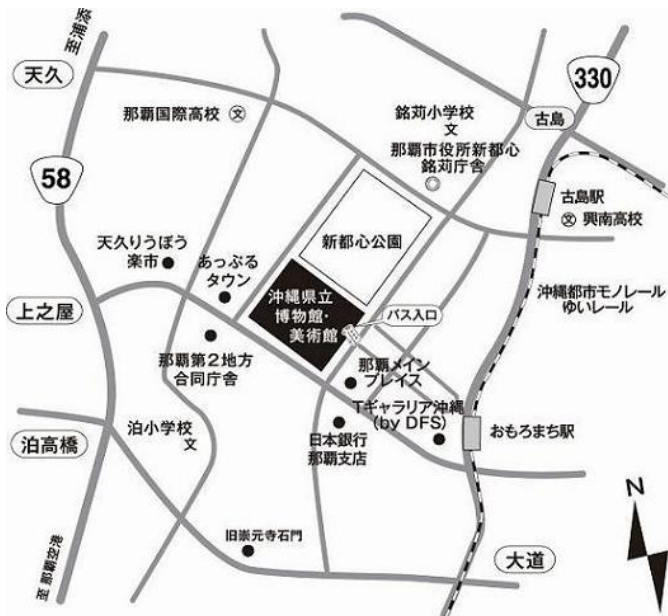 至浦添
天久
330
那覇国際高校
文
銘苅小学校
文
古島
那覇市役所新都心
銘苅庁舎
58
古島駅
文 興南高校
新都心公園
天久りうぼう
楽市
あっぷる
タウン
沖縄県立
博物館・
美術館
バス入口
沖縄都市モノレール
ゆいレール
上之屋
那覇第2地方
合同庁舎
那覇メイン
プレイス
Tギャラリア沖縄
(by DFS)
おもろまち駅
泊小学校
文
日本銀行
那覇支店
泊高橋
N
旧崇元寺石門
大道
至 那覇空港